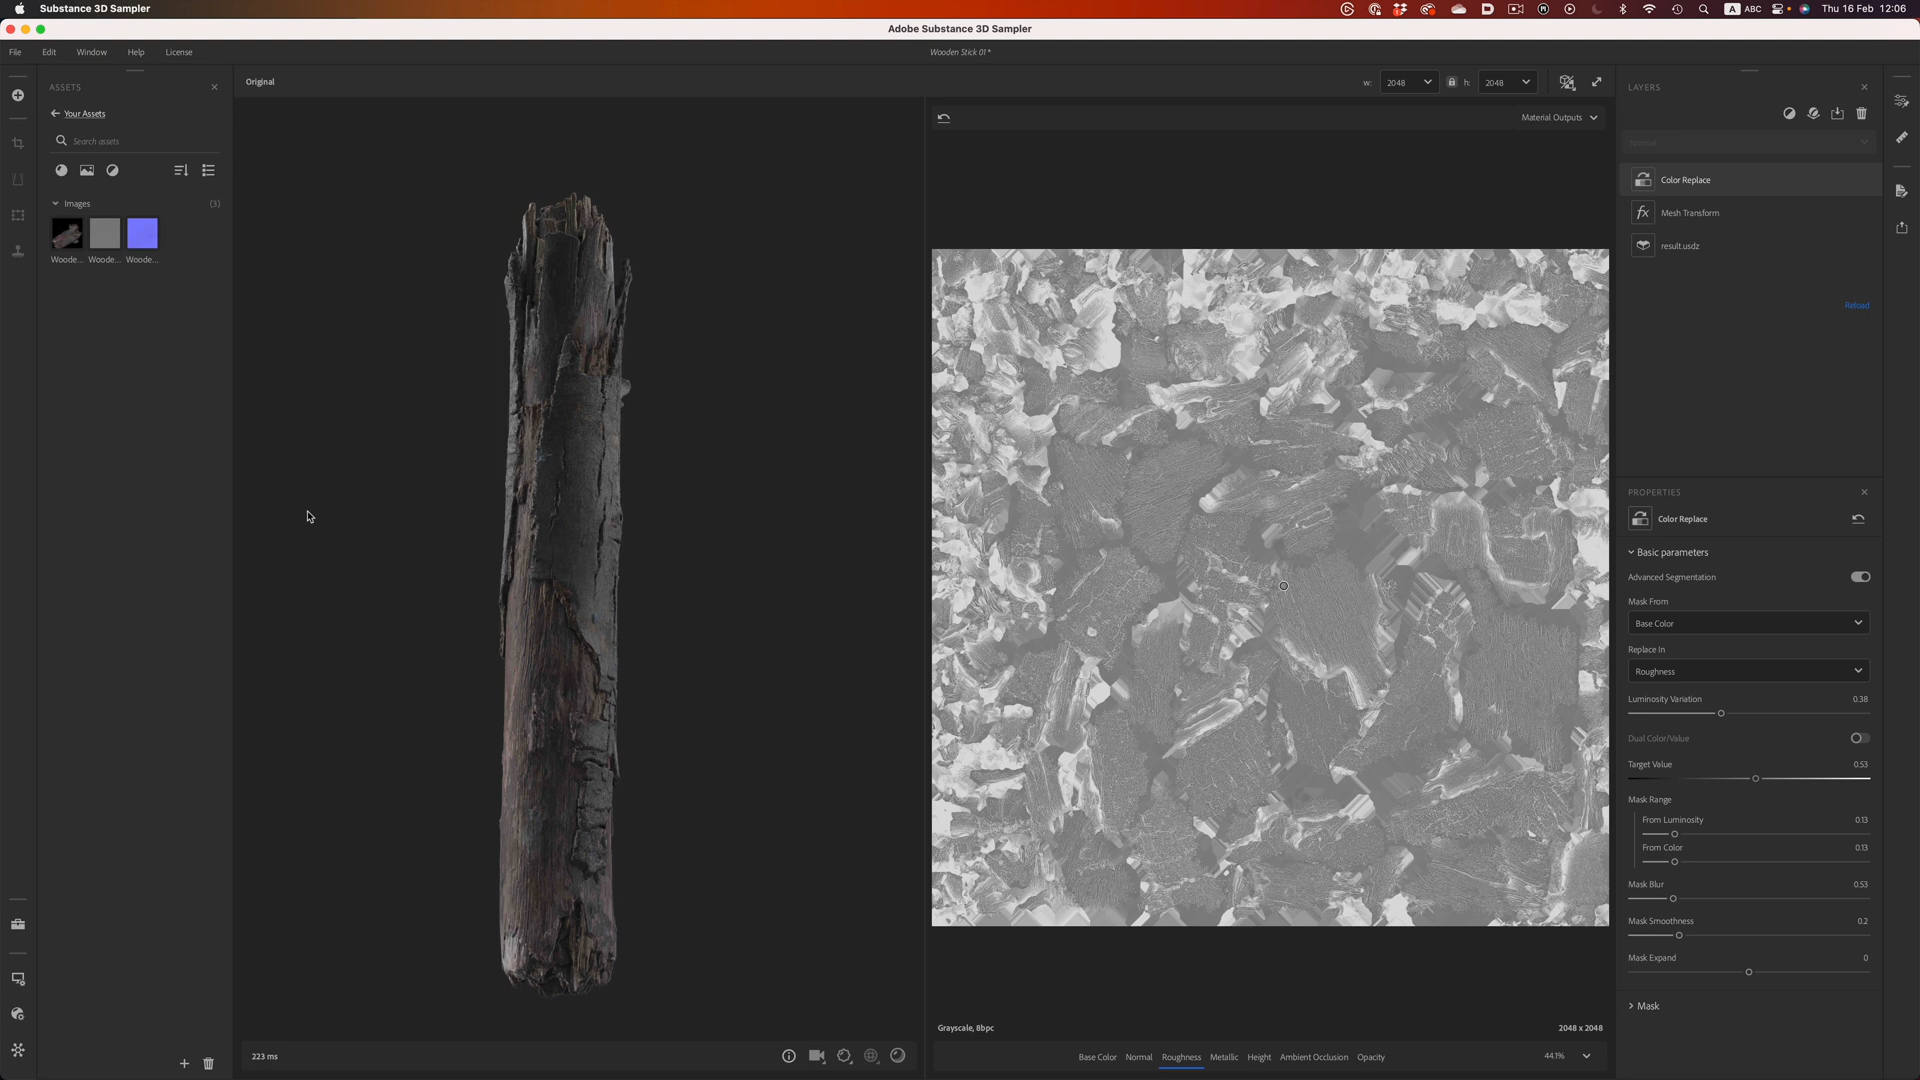 Substance 3D Sampler
A ABC
Thu 16 Feb 12:06
Adobe Substance 3D Sampler
File
Edit
Window
Help
License
Wooden Stick 01*
ASSETS
Your Assets
Search assets
Images
(3)
Woode...
Woode...
Woode...
Original
w:
2048
h:
2048
Material Outputs
Grayscale, 8bpc
2048 x 2048
223 ms
Base Color
Normal
Roughness
Metallic
Height
Ambient Occlusion
Opacity
44.1%
LAYERS
Normal
Color Replace
Mesh Transform
result.usdz
Reload
PROPERTIES
Color Replace
Basic parameters
Advanced Segmentation
Mask From
Base Color
Replace In
Roughness
Luminosity Variation
0.38
Dual Color/Value
Target Value
0.53
Mask Range
From Luminosity
0.13
From Color
0.13
Mask Blur
0.53
Mask Smoothness
0.2
Mask Expand
0
Mask